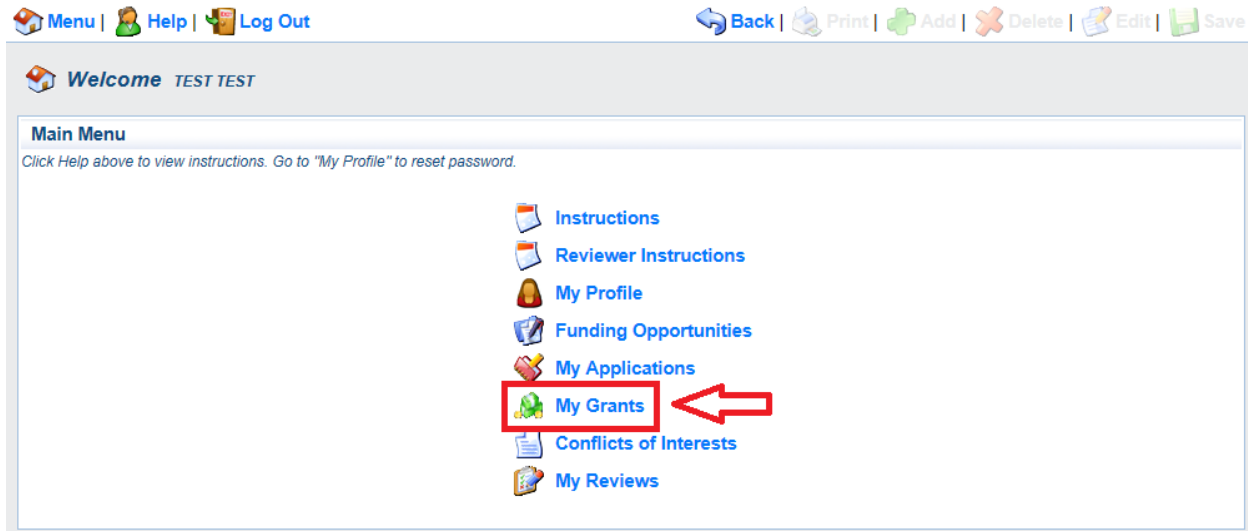 Menu | Help | Log Out Back | Print | Add | Delete | Edit | Save
Welcome TEST TEST
Main Menu
Click Help above to view instructions. Go to "My Profile" to reset password.
Instructions
Reviewer Instructions
My Profile
Funding Opportunities
My Applications
My Grants
Conflicts of Interests
My Reviews